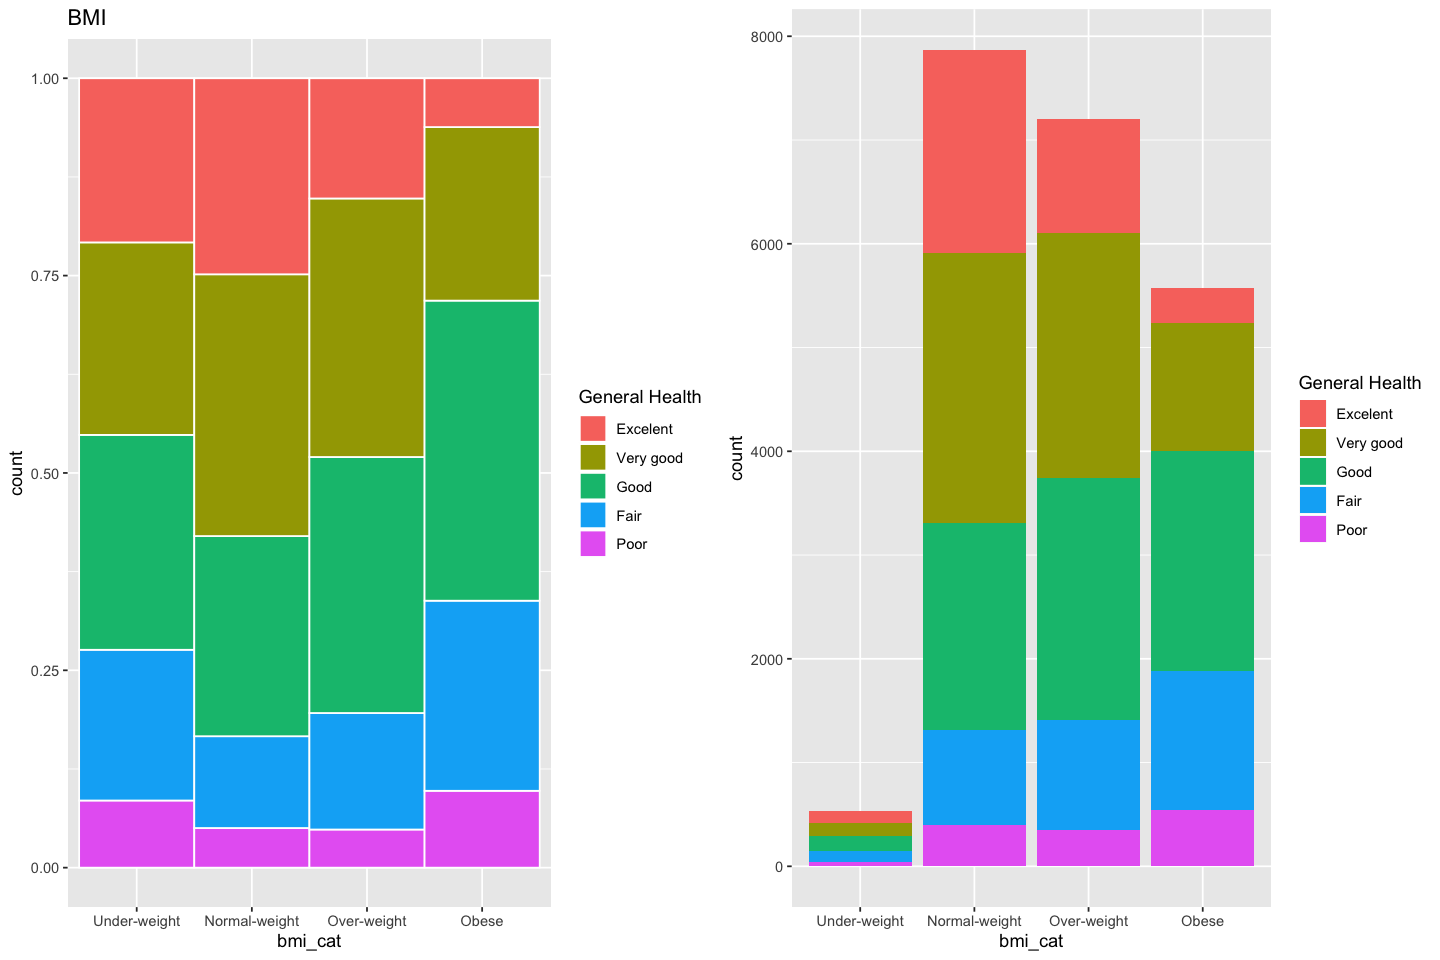 BMI
1.00
0.75
0.50
0.25
0.00
count
Under-weight
Normal-weight
Over-weight
Obese
bmi_cat
General Health
Excelent
Very good
Good
Fair
Poor
8000
6000
4000
2000
0
count
Under-weight
Normal-weight
Over-weight
Obese
bmi_cat
General Health
Excelent
Very good
Good
Fair
Poor